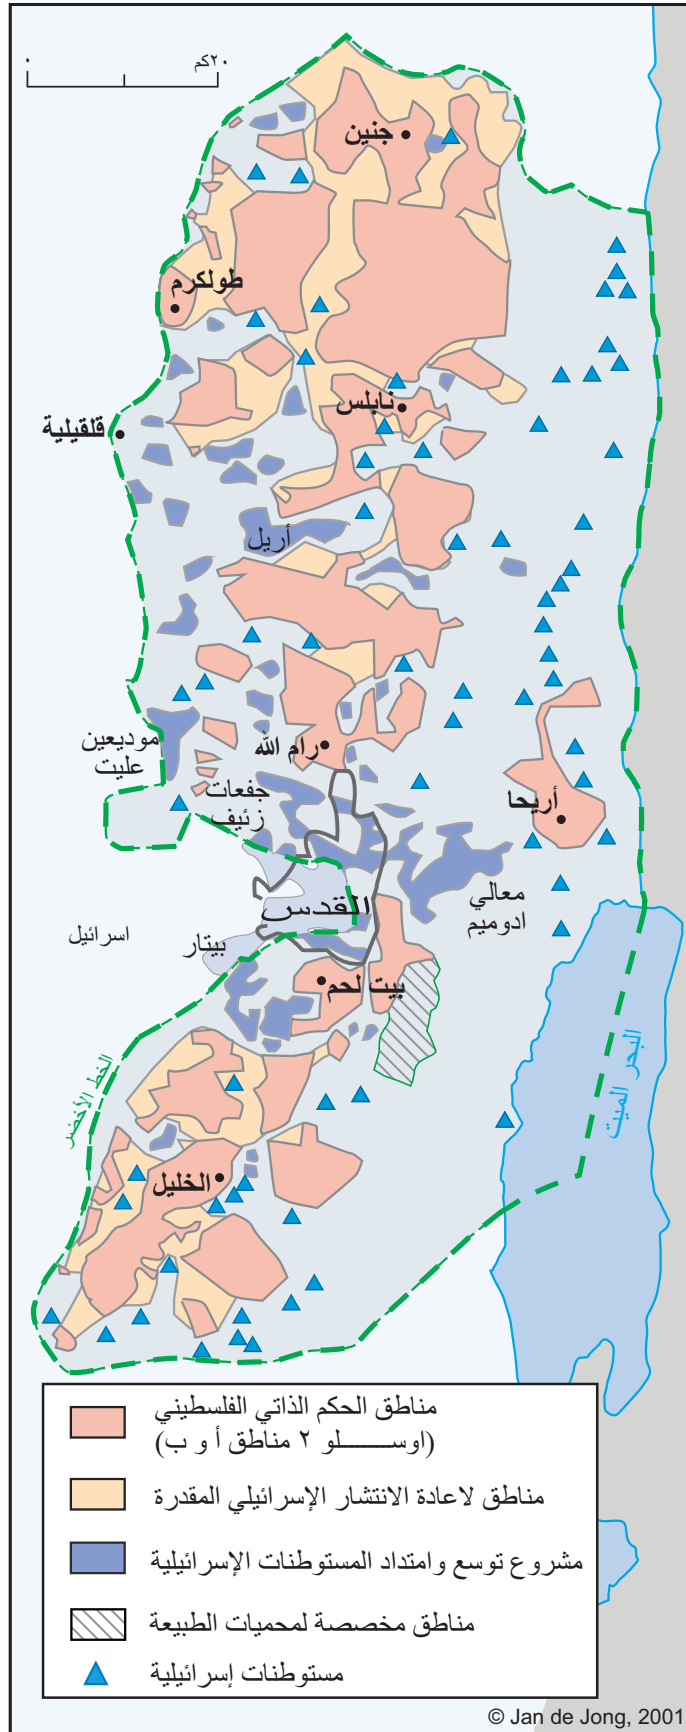 ٠
٢٠كم
جنين
طولكرم
نابلس
قلقيلية
أريل
موديعين
عليت
رام الله
جفعات
زئيف
أريحا
معالي
ادوميم
القدس
اسرائيل
بيتار
بيت لحم
الخط الأخضر
البحر الميت
الخليل
مناطق الحكم الذاتي الفلسطيني
(اوســـــــلو ٢ مناطق أ و ب)
مناطق لاعادة الانتشار الإسرائيلي المقدرة
مشروع توسع وامتداد المستوطنات الإسرائيلية
مناطق مخصصة لمحميات الطبيعة
مستوطنات إسرائيلية
© Jan de Jong, 2001